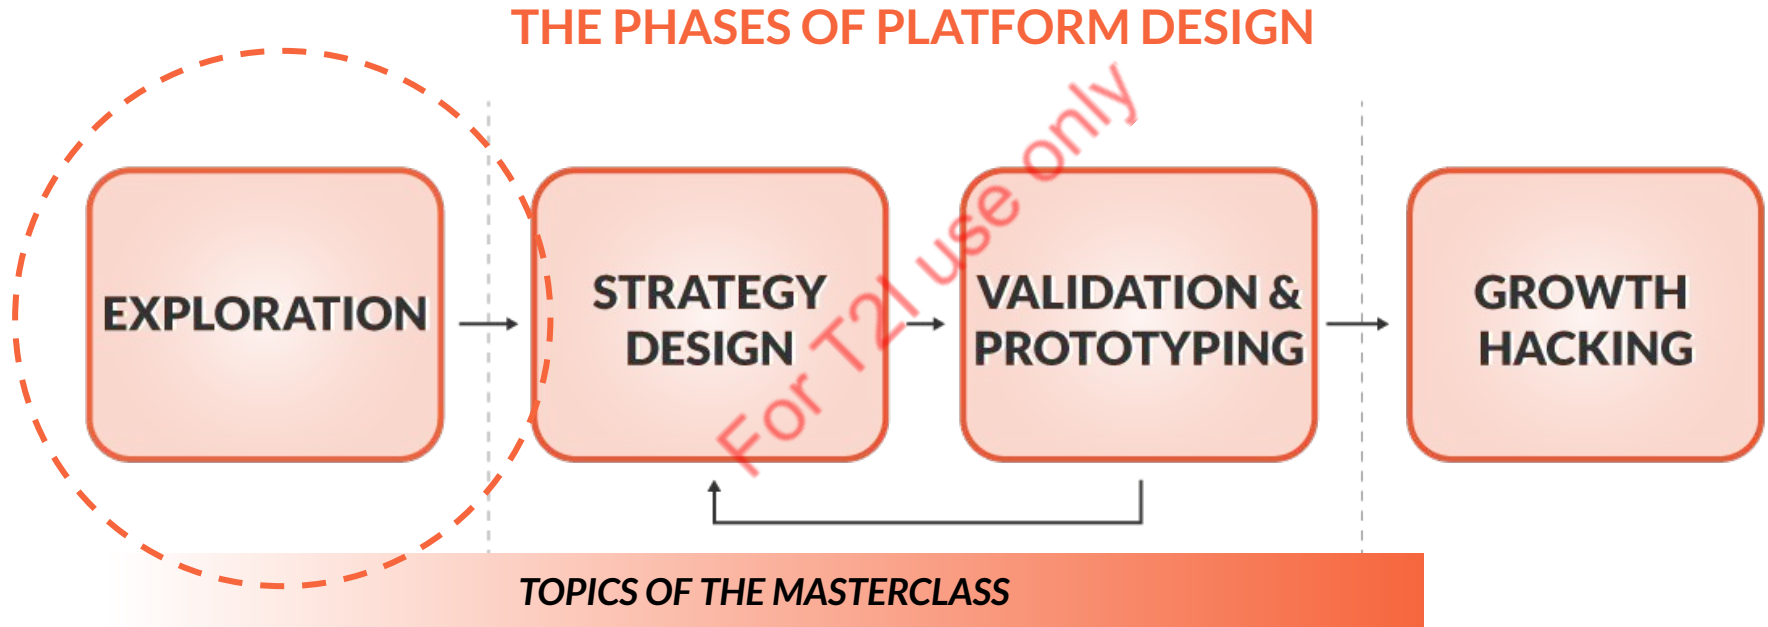 THE PHASES OF PLATFORM DESIGN
EXPLORATION
STRATEGY
DESIGN
VALIDATION &
PROTOTYPING
GROWTH
HACKING
For T2I use only
TOPICS OF THE MASTERCLASS